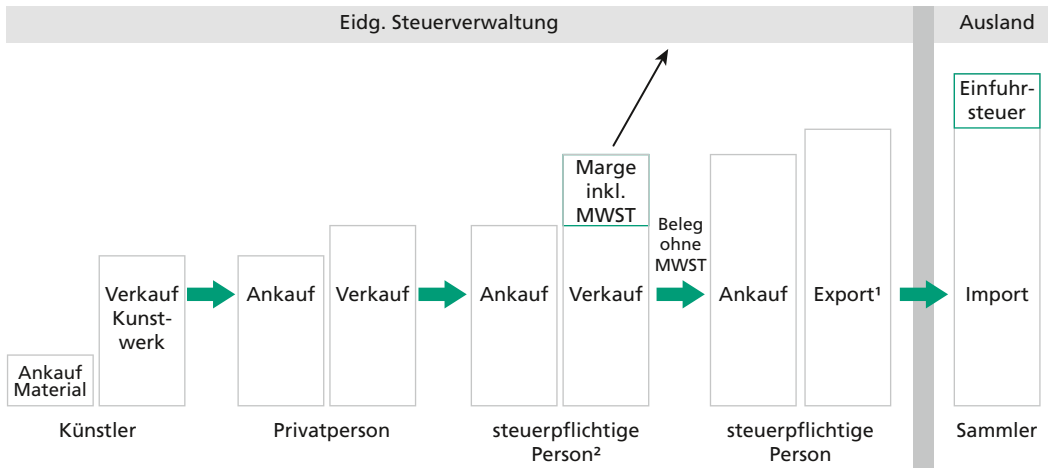 Eidg. Steuerverwaltung
Ausland
Ankauf
Material
Verkauf
Kunst-
werk
Künstler
Ankauf
Verkauf
Privatperson
Ankauf
Marge
inkl.
MWST
Verkauf
steuerpflichtige
Person²
Beleg
ohne
MWST
Ankauf
Export¹
steuerpflichtige
Person
Einfuhr-
steuer
Import
Sammler